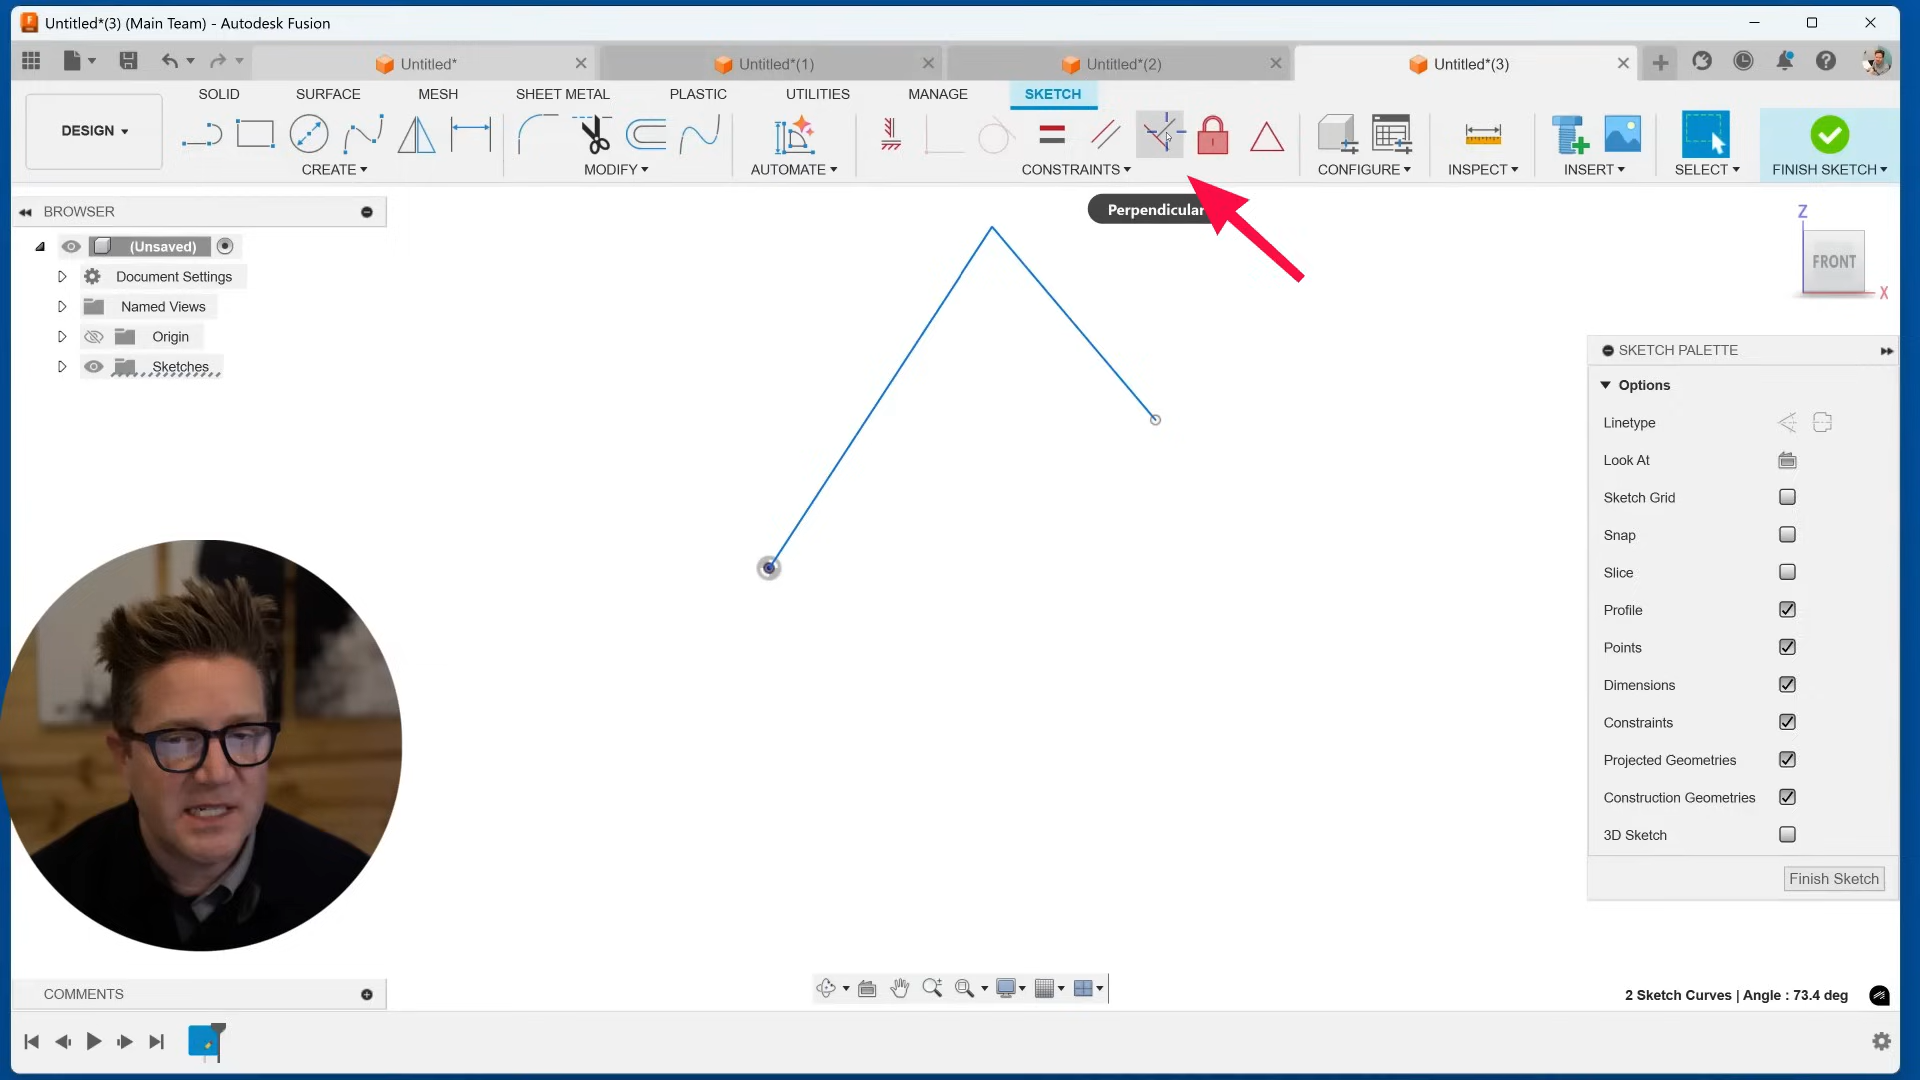 Untitled*(3) (Main Team) - Autodesk Fusion
Untitled*
Untitled*(1)
Untitled*(2)
Untitled*(3)
SOLID
SURFACE
MESH
SHEET METAL
PLASTIC
UTILITIES
MANAGE
SKETCH
DESIGN
CREATE
MODIFY
AUTOMATE
CONSTRAINTS
CONFIGURE
INSPECT
INSERT
SELECT
FINISH SKETCH
Perpendicular
BROWSER
(Unsaved)
Document Settings
Named Views
Origin
Sketches
Z
FRONT
X
SKETCH PALETTE
Options
Linetype
Look At
Sketch Grid
Snap
Slice
Profile
Points
Dimensions
Constraints
Projected Geometries
Construction Geometries
3D Sketch
Finish Sketch
COMMENTS
2 Sketch Curves | Angle : 73.4 deg